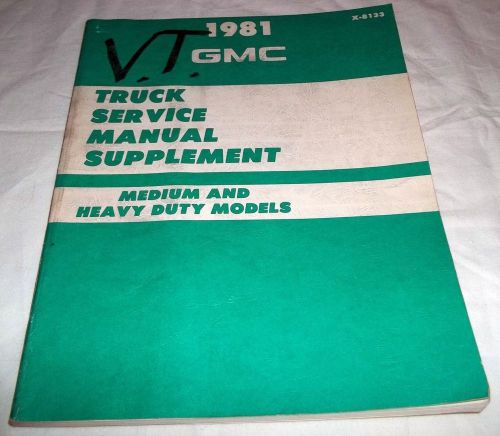 1981
X-8133
V.T.
GMC
TRUCK
SERVICE
MANUAL
SUPPLEMENT
MEDIUM AND
HEAVY DUTY MODELS